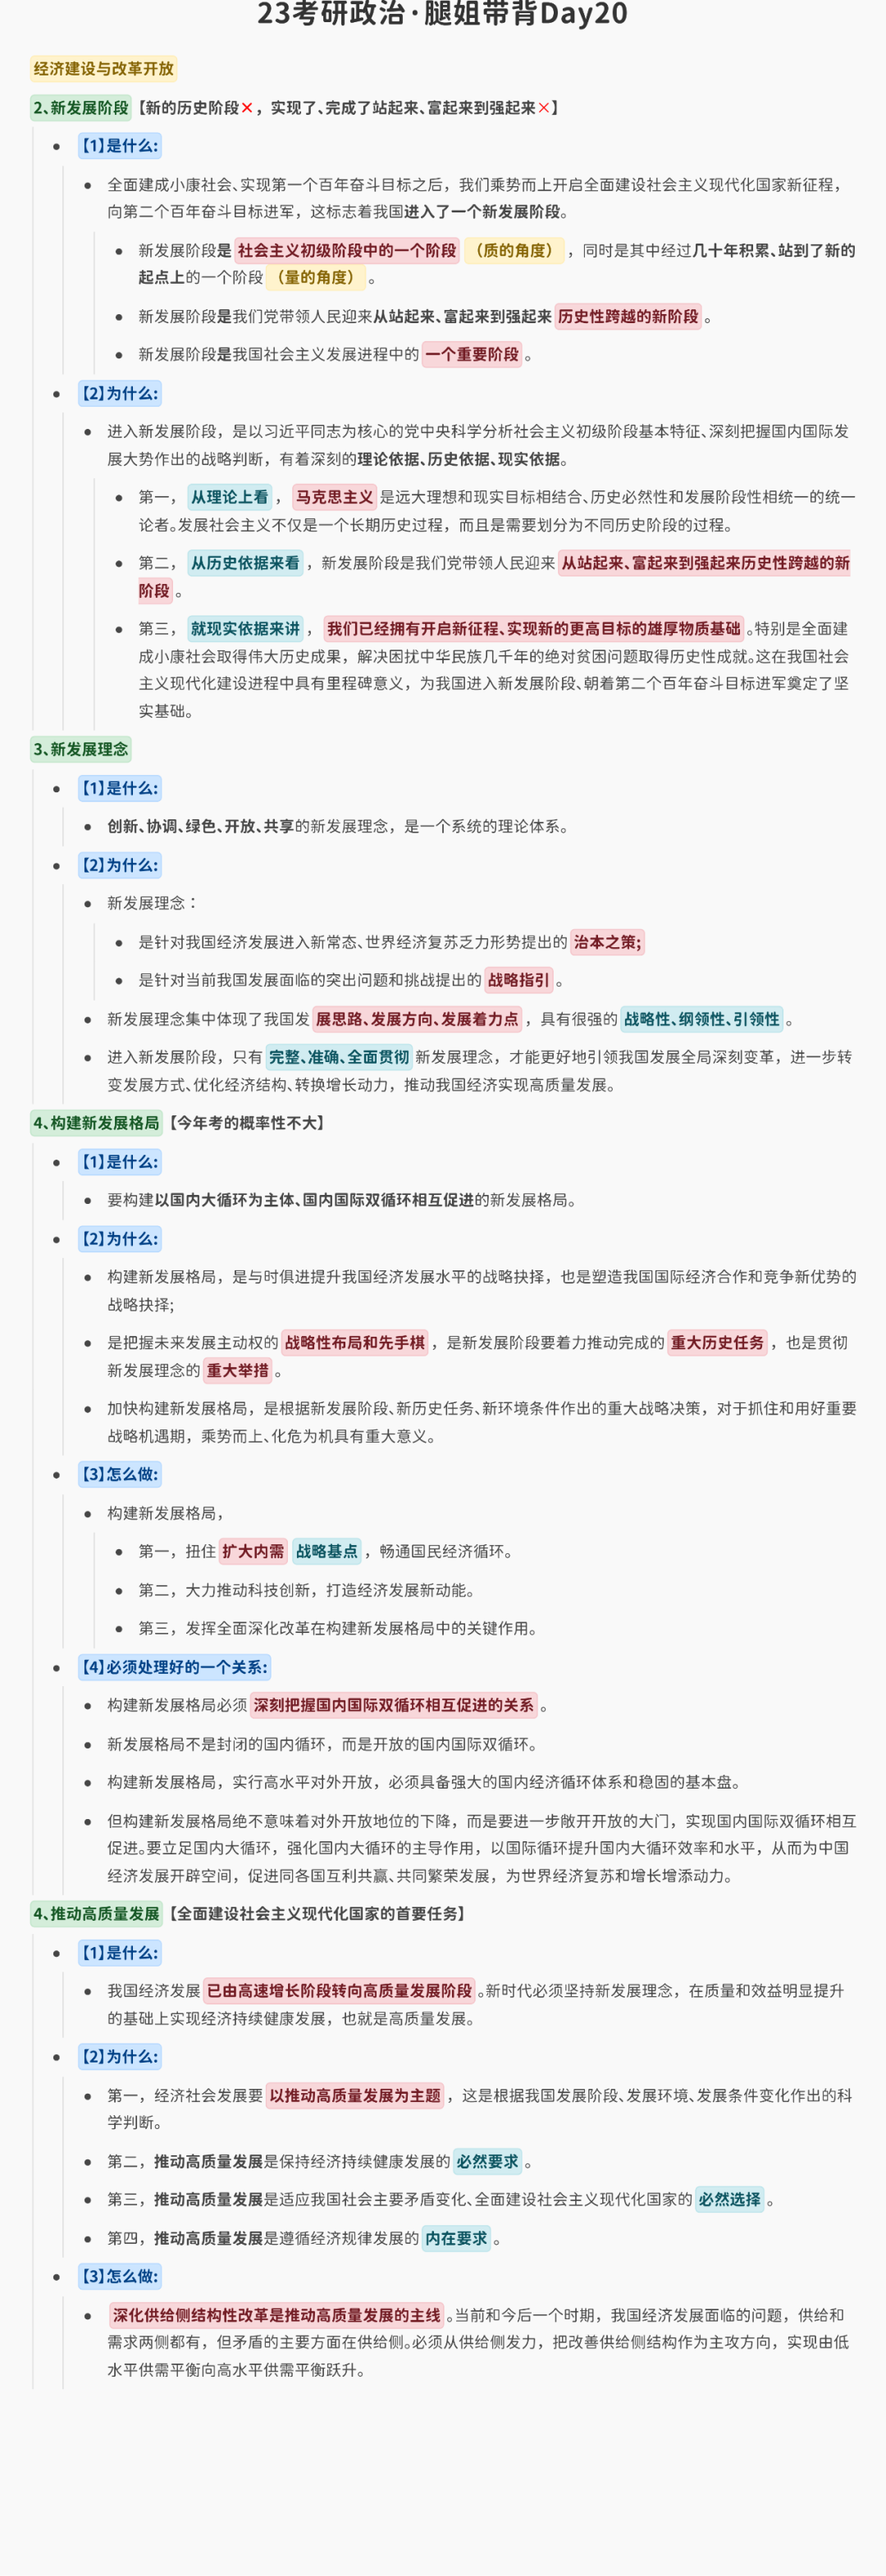 23考研政治·腿姐带背Day20
经济建设与改革开放
2、新发展阶段【新的历史阶段×，实现了、完成了站起来、富起来到强起来×】
【1】是什么:
全面建成小康社会、实现第一个百年奋斗目标之后，我们乘势而上开启全面建设社会主义现代化国家新征程，
向第二个百年奋斗目标进军，这标志着我国进入了一个新发展阶段。
新发展阶段是 社会主义初级阶段中的一个阶段 （质的角度） ，同时是其中经过几十年积累、站到了新的
起点上的一个阶段 （量的角度） 。
新发展阶段是我们党带领人民迎来从站起来、富起来到强起来 历史性跨越的新阶段 。
新发展阶段是我国社会主义发展进程中的 一个重要阶段 。
【2】为什么:
进入新发展阶段，是以习近平同志为核心的党中央科学分析社会主义初级阶段基本特征、深刻把握国内国际发
展大势作出的战略判断，有着深刻的理论依据、历史依据、现实依据。
第一， 从理论上看 ， 马克思主义 是远大理想和现实目标相结合、历史必然性和发展阶段性相统一的统一
论者。发展社会主义不仅是一个长期历史过程，而且是需要划分为不同历史阶段的过程。
第二， 从历史依据来看 ，新发展阶段是我们党带领人民迎来 从站起来、富起来到强起来历史性跨越的新
阶段 。
第三， 就现实依据来讲 ， 我们已经拥有开启新征程、实现新的更高目标的雄厚物质基础 。特别是全面建
成小康社会取得伟大历史成果，解决困扰中华民族几千年的绝对贫困问题取得历史性成就。这在我国社会
主义现代化建设进程中具有里程碑意义，为我国进入新发展阶段、朝着第二个百年奋斗目标进军奠定了坚
实基础。
3、新发展理念
【1】是什么:
创新、协调、绿色、开放、共享的新发展理念，是一个系统的理论体系。
【2】为什么:
新发展理念：
是针对我国经济发展进入新常态、世界经济复苏乏力形势提出的 治本之策;
是针对当前我国发展面临的突出问题和挑战提出的 战略指引 。
新发展理念集中体现了我国发 展思路、发展方向、发展着力点 ，具有很强的 战略性、纲领性、引领性 。
进入新发展阶段，只有 完整、准确、全面贯彻 新发展理念，才能更好地引领我国发展全局深刻变革，进一步转
变发展方式、优化经济结构、转换增长动力，推动我国经济实现高质量发展。
4、构建新发展格局【今年考的概率性不大】
【1】是什么:
要构建以国内大循环为主体、国内国际双循环相互促进的新发展格局。
【2】为什么:
构建新发展格局，是与时俱进提升我国经济发展水平的战略抉择，也是塑造我国国际经济合作和竞争新优势的
战略抉择;
是把握未来发展主动权的 战略性布局和先手棋 ，是新发展阶段要着力推动完成的 重大历史任务 ，也是贯彻
新发展理念的 重大举措 。
加快构建新发展格局，是根据新发展阶段、新历史任务、新环境条件作出的重大战略决策，对于抓住和用好重要
战略机遇期，乘势而上、化危为机具有重大意义。
【3】怎么做:
构建新发展格局，
第一，扭住 扩大内需 战略基点 ，畅通国民经济循环。
第二，大力推动科技创新，打造经济发展新动能。
第三，发挥全面深化改革在构建新发展格局中的关键作用。
【4】必须处理好的一个关系:
构建新发展格局必须 深刻把握国内国际双循环相互促进的关系 。
新发展格局不是封闭的国内循环，而是开放的国内国际双循环。
构建新发展格局，实行高水平对外开放，必须具备强大的国内经济循环体系和稳固的基本盘。
但构建新发展格局绝不意味着对外开放地位的下降，而是要进一步敞开开放的大门，实现国内国际双循环相互
促进。要立足国内大循环，强化国内大循环的主导作用，以国际循环提升国内大循环效率和水平，从而为中国
经济发展开辟空间，促进同各国互利共赢、共同繁荣发展，为世界经济复苏和增长增添动力。
4、推动高质量发展【全面建设社会主义现代化国家的首要任务】
【1】是什么:
我国经济发展 已由高速增长阶段转向高质量发展阶段 。新时代必须坚持新发展理念，在质量和效益明显提升
的基础上实现经济持续健康发展，也就是高质量发展。
【2】为什么:
第一，经济社会发展要 以推动高质量发展为主题 ，这是根据我国发展阶段、发展环境、发展条件变化作出的科
学判断。
第二，推动高质量发展是保持经济持续健康发展的 必然要求 。
第三，推动高质量发展是适应我国社会主要矛盾变化、全面建设社会主义现代化国家的 必然选择 。
第四，推动高质量发展是遵循经济规律发展的 内在要求 。
【3】怎么做:
深化供给侧结构性改革是推动高质量发展的主线 。当前和今后一个时期，我国经济发展面临的问题，供给和
需求两侧都有，但矛盾的主要方面在供给侧。必须从供给侧发力，把改善供给侧结构作为主攻方向，实现由低
水平供需平衡向高水平供需平衡跃升。